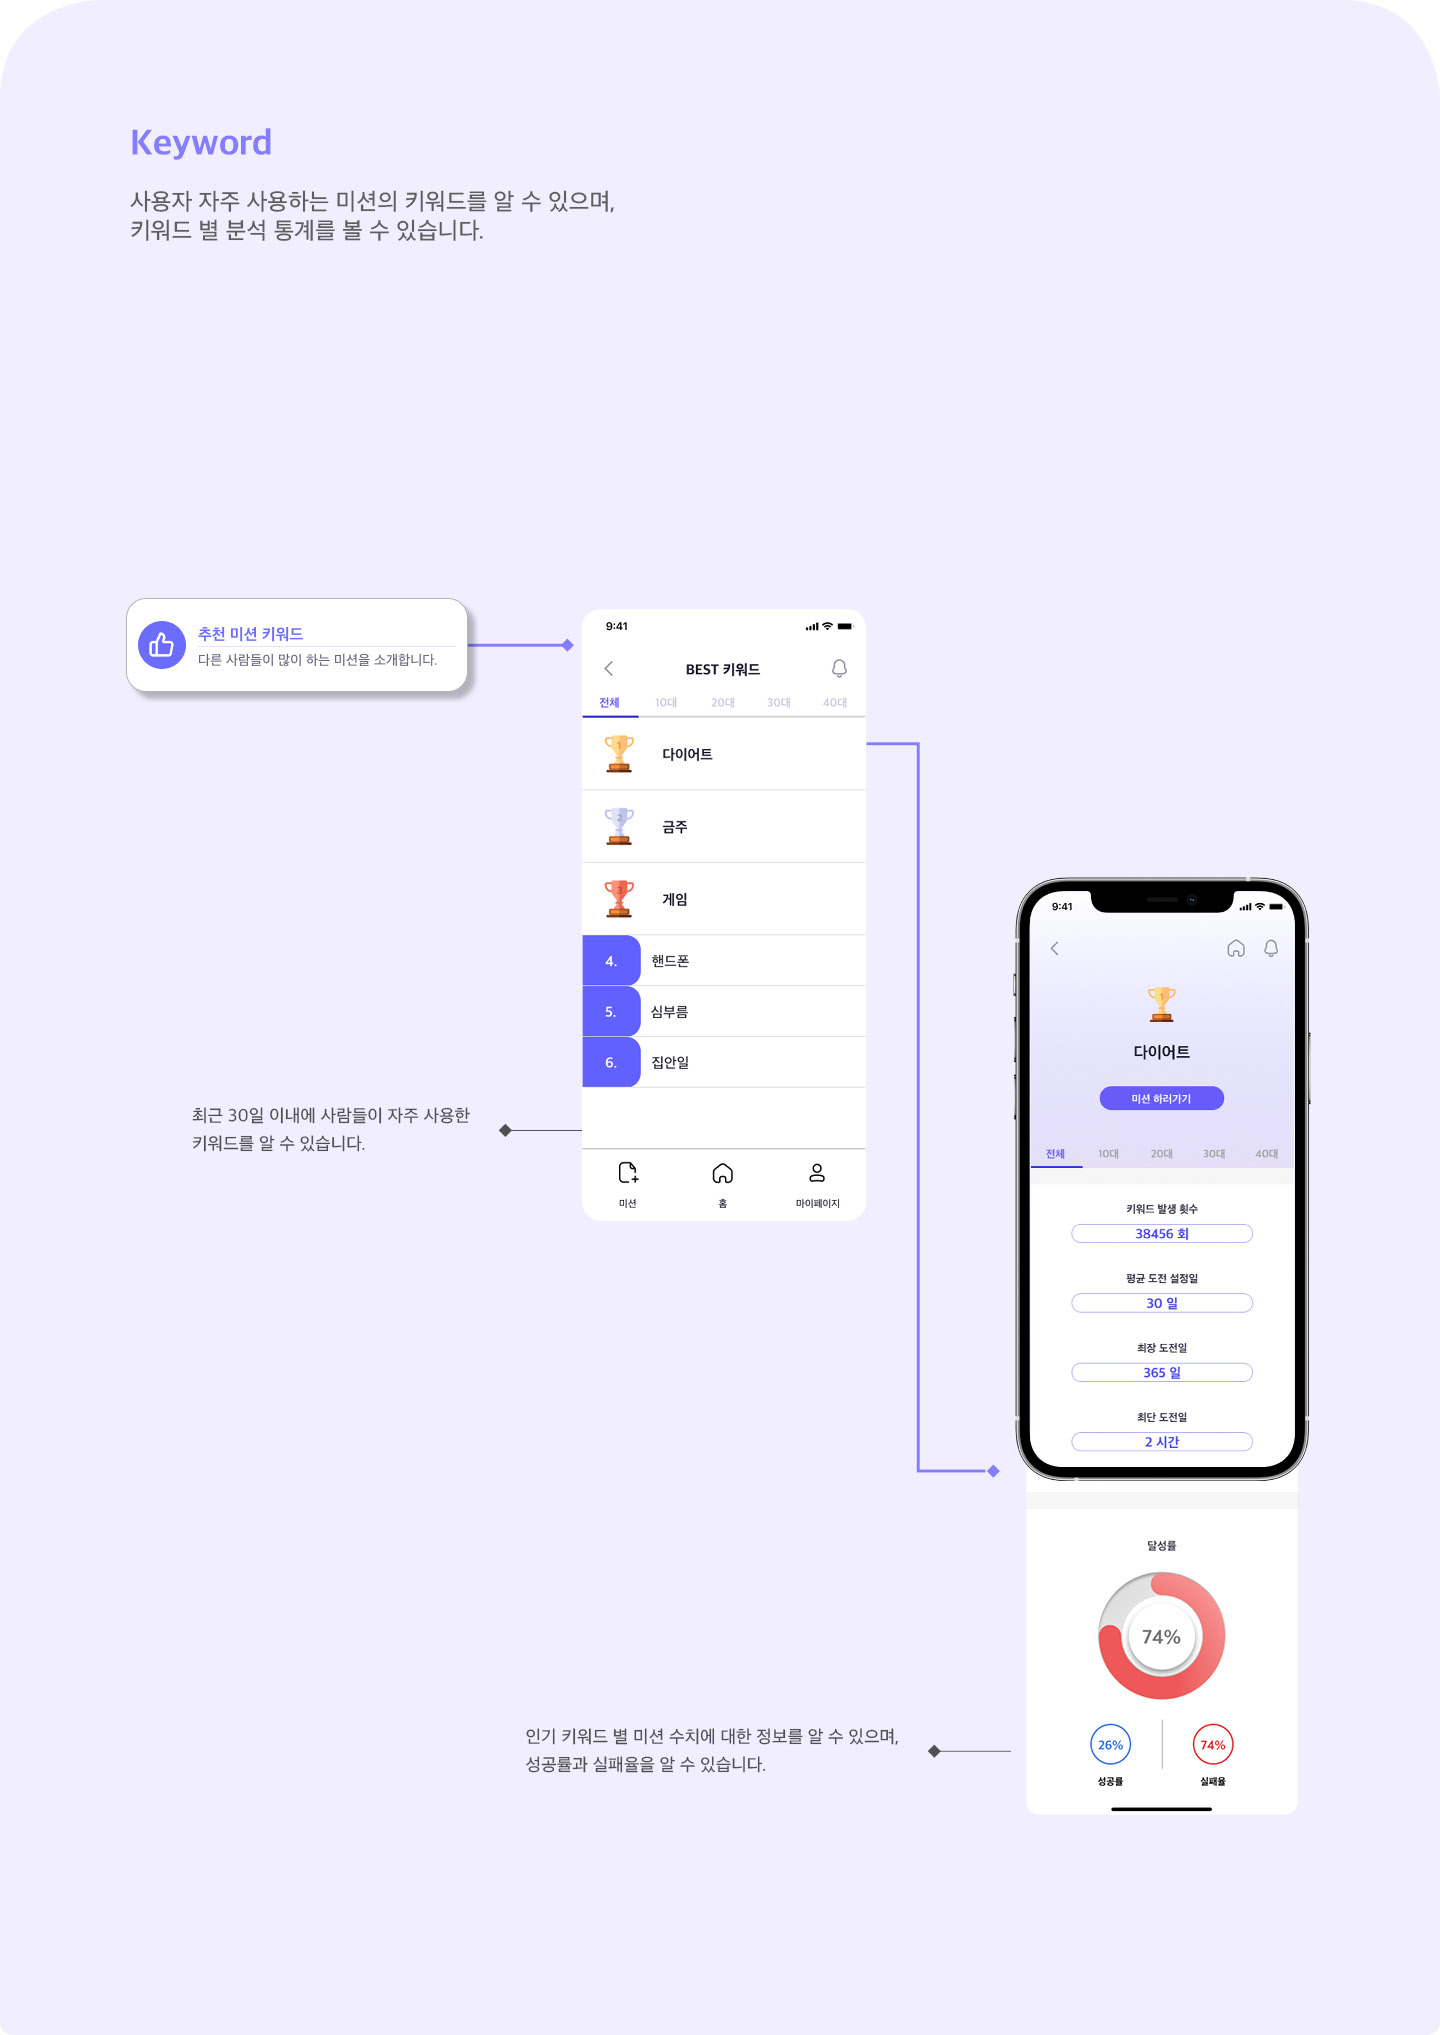 Keyword
사용자 자주 사용하는 미션의 키워드를 알 수 있으며,
키워드 별 분석 통계를 볼 수 있습니다.
추천 미션 키워드
다른 사람들이 많이 하는 미션을 소개합니다.
9:41
BEST 키워드
전체 10대 20대 30대 40대
1 다이어트
2 금주
3 게임
4. 핸드폰
5. 심부름
6. 집안일
미션 홈 마이페이지
최근 30일 이내에 사람들이 자주 사용한
키워드를 알 수 있습니다.
9:41
1
다이어트
미션 하러가기
전체 10대 20대 30대 40대
키워드 발생 횟수
38456 회
평균 도전 설정일
30 일
최장 도전일
365 일
최단 도전일
2 시간
달성률
74%
26% 74%
성공률 실패율
인기 키워드 별 미션 수치에 대한 정보를 알 수 있으며,
성공률과 실패율을 알 수 있습니다.